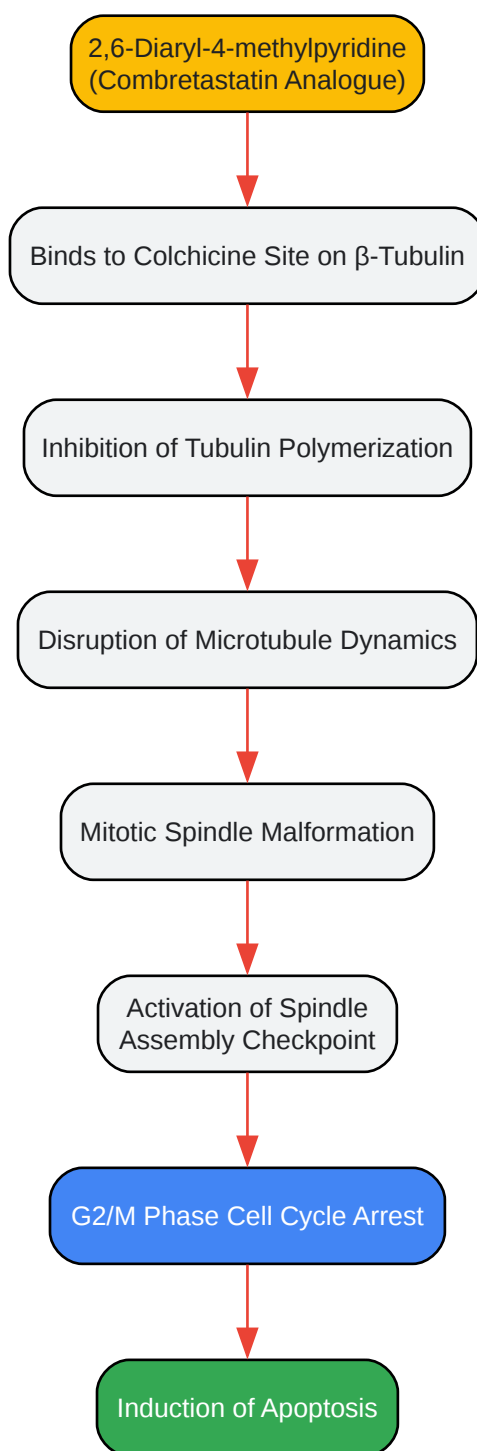 2,6-Diaryl-4-methylpyridine
(Combretastatin Analogue)
Binds to Colchicine Site on β-Tubulin
Inhibition of Tubulin Polymerization
Disruption of Microtubule Dynamics
Mitotic Spindle Malformation
Activation of Spindle
Assembly Checkpoint
G2/M Phase Cell Cycle Arrest
Induction of Apoptosis